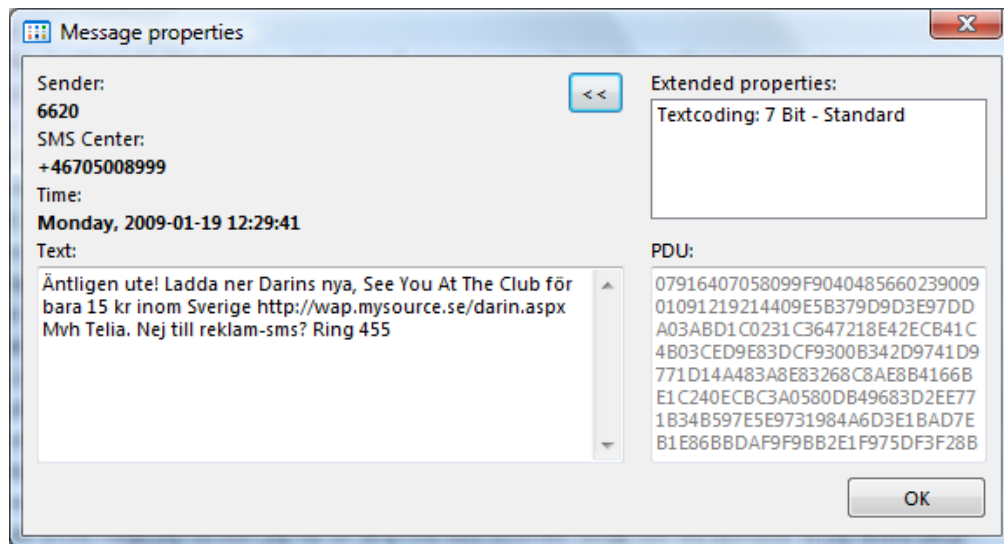 Message properties
Sender:
6620
SMS Center:
+46705008999
Time:
Monday, 2009-01-19 12:29:41
Text:
Äntligen ute! Ladda ner Darins nya, See You At The Club för
bara 15 kr inom Sverige http://wap.mysource.se/darin.aspx
Mvh Telia. Nej till reklam-sms? Ring 455
<<
Extended properties:
Textcoding: 7 Bit - Standard
PDU:
07916407058099F9040485660239009
01091219214409E5B379D9D3E97DD
A03ABD1C0231C3647218E42ECB41C
4B03CED9E83DCF9300B342D9741D9
771D14A483A8E83268C8AE8B4166B
E1C240ECBC3A0580DB49683D2EE77
1B34B597E5E9731984A6D3E1BAD7E
B1E86BBDAF9F9BB2E1F975DF3F28B
OK